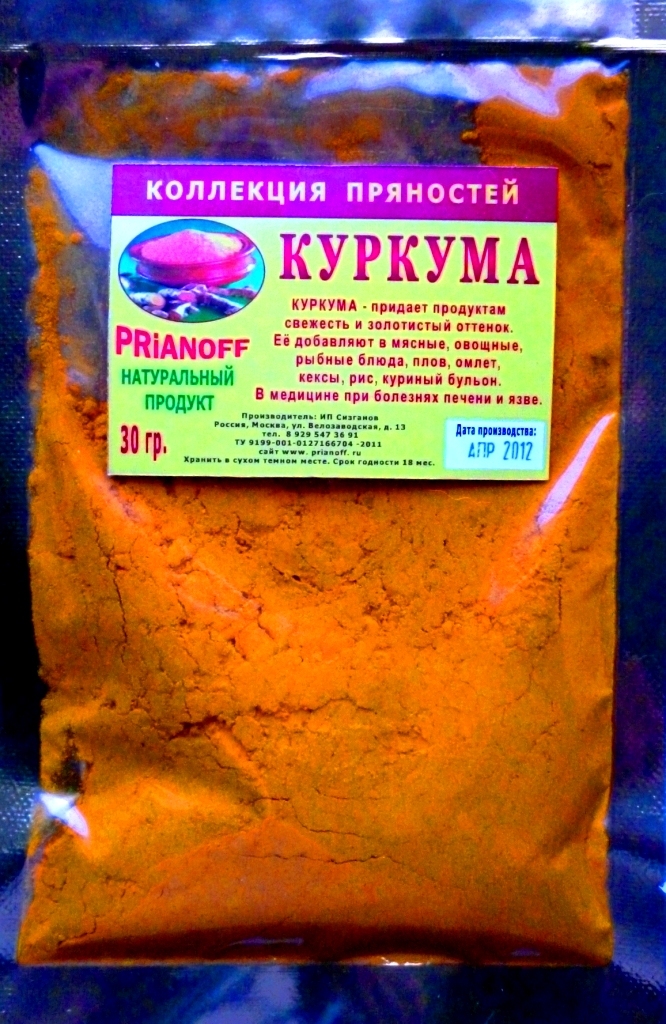 КОЛЛЕКЦИЯ ПРЯНОСТЕЙ
КУРКУМА
КУРКУМА - придает продуктам
свежесть и золотистый оттенок.
Её добавляют в мясные, овощные,
рыбные блюда, плов, омлет,
кексы, рис, куриный бульон.
В медицине при болезнях печени и язве.
PRiANOFF
НАТУРАЛЬНЫЙ
ПРОДУКТ
30 гр.
Производитель: ИП Сизганов
Россия, Москва, ул. Велозаводская, д. 13
тел. 8 929 547 36 91
ТУ 9199-001-0127166704 -2011
сайт www. prianoff. ru
Хранить в сухом темном месте. Срок годности 18 мес.
Дата производства:
АПР 2012